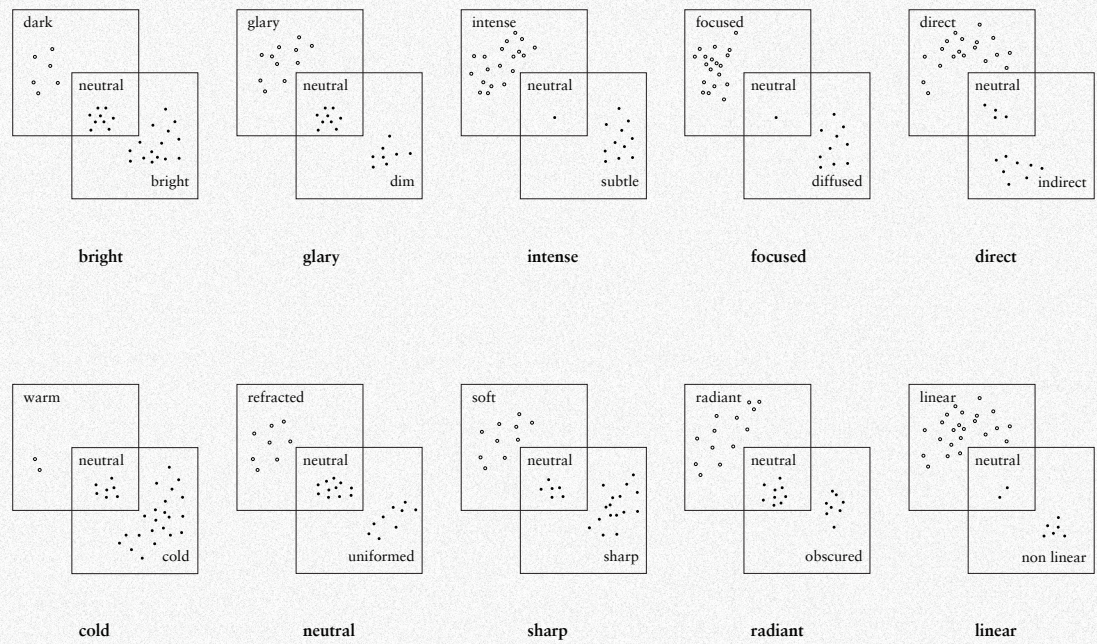 dark
neutral
bright
bright
glary
neutral
dim
glary
intense
neutral
subtle
intense
focused
neutral
diffused
focused
direct
neutral
indirect
direct
warm
neutral
cold
cold
refracted
neutral
uniformed
neutral
soft
neutral
sharp
sharp
radiant
neutral
obscured
radiant
linear
neutral
non linear
linear